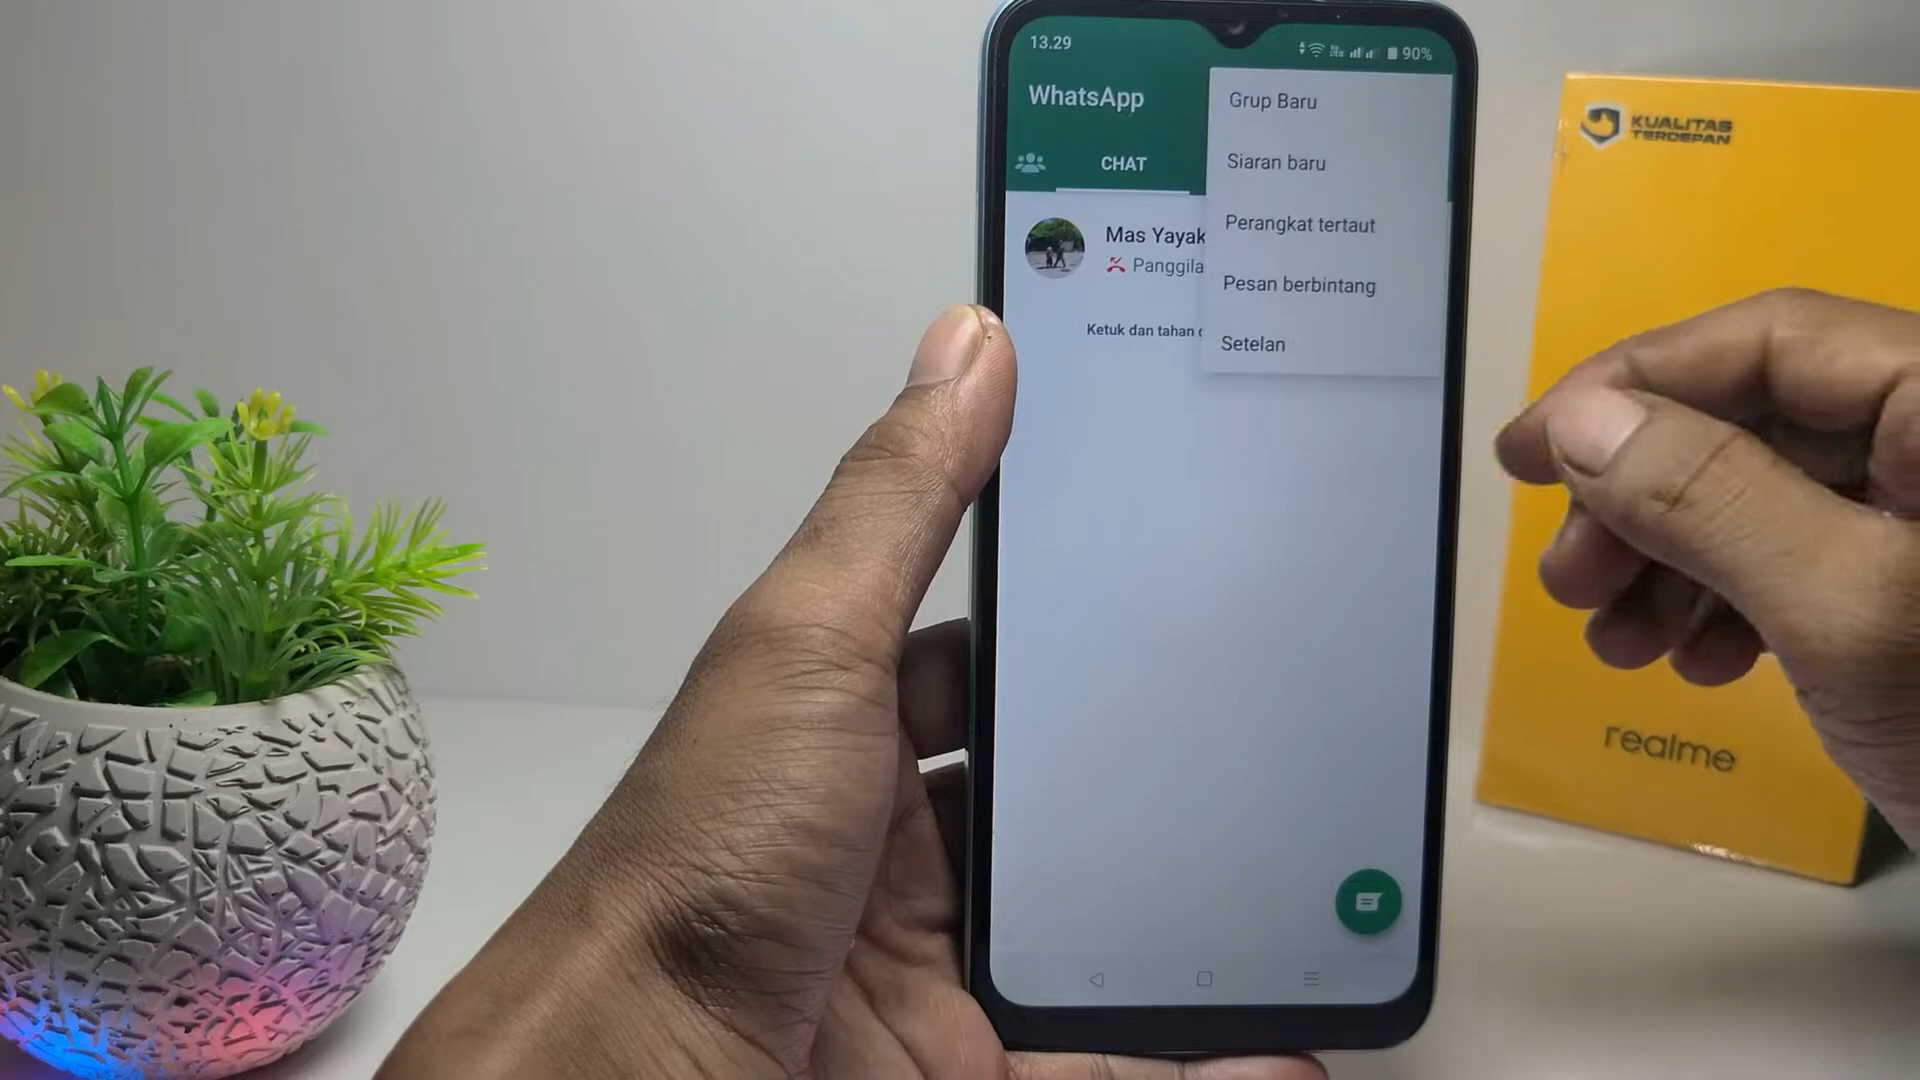 13.29
90%
WhatsApp
CHAT
Mas Yayak
Panggila
Ketuk dan tahan
Grup Baru
Siaran baru
Perangkat tertaut
Pesan berbintang
Setelan
KUALITAS
TERDEPAN
realme